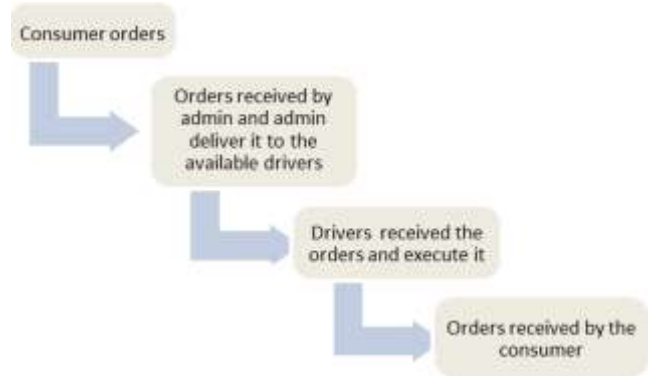 Consumer orders
Orders received by
admin and admin
deliver it to the
available drivers
Drivers received the
orders and execute it
Orders received by the
consumer